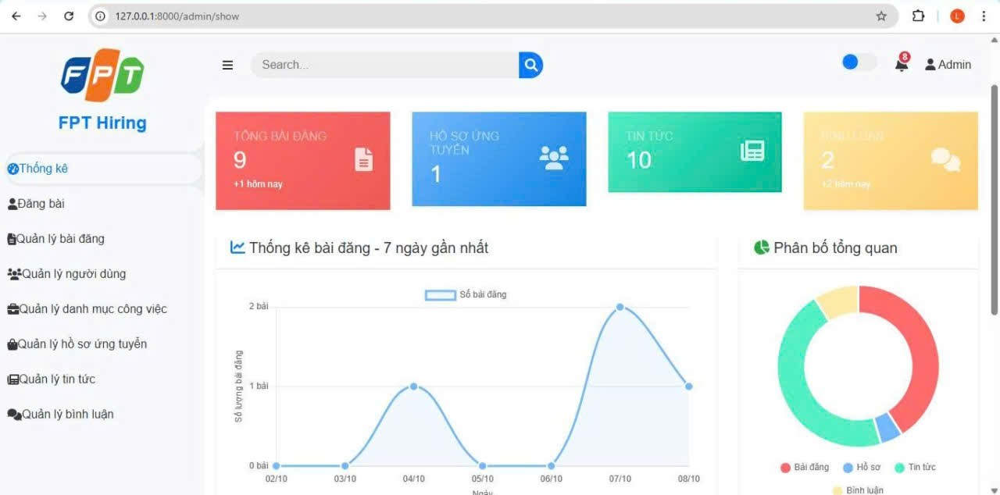 127.0.0.1:8000/admin/show
L
FPT
FPT Hiring
Search...
8
Admin
Thống kê
Đăng bài
Quản lý bài đăng
Quản lý người dùng
Quản lý danh mục công việc
Quản lý hồ sơ ứng tuyển
Quản lý tin tức
Quản lý bình luận
TỔNG BÀI ĐĂNG
9
+1 hôm nay
HỒ SƠ ỨNG
TUYỂN
1
TIN TỨC
10
BÌNH LUẬN
2
+2 hôm nay
Thống kê bài đăng - 7 ngày gần nhất
Số bài đăng
2 bài
1 bài
0 bài
Số lượng bài đăng
02/10 03/10 04/10 05/10 06/10 07/10 08/10
Ngày
Phân bố tổng quan
Bài đăng Hồ sơ Tin tức
Bình luận